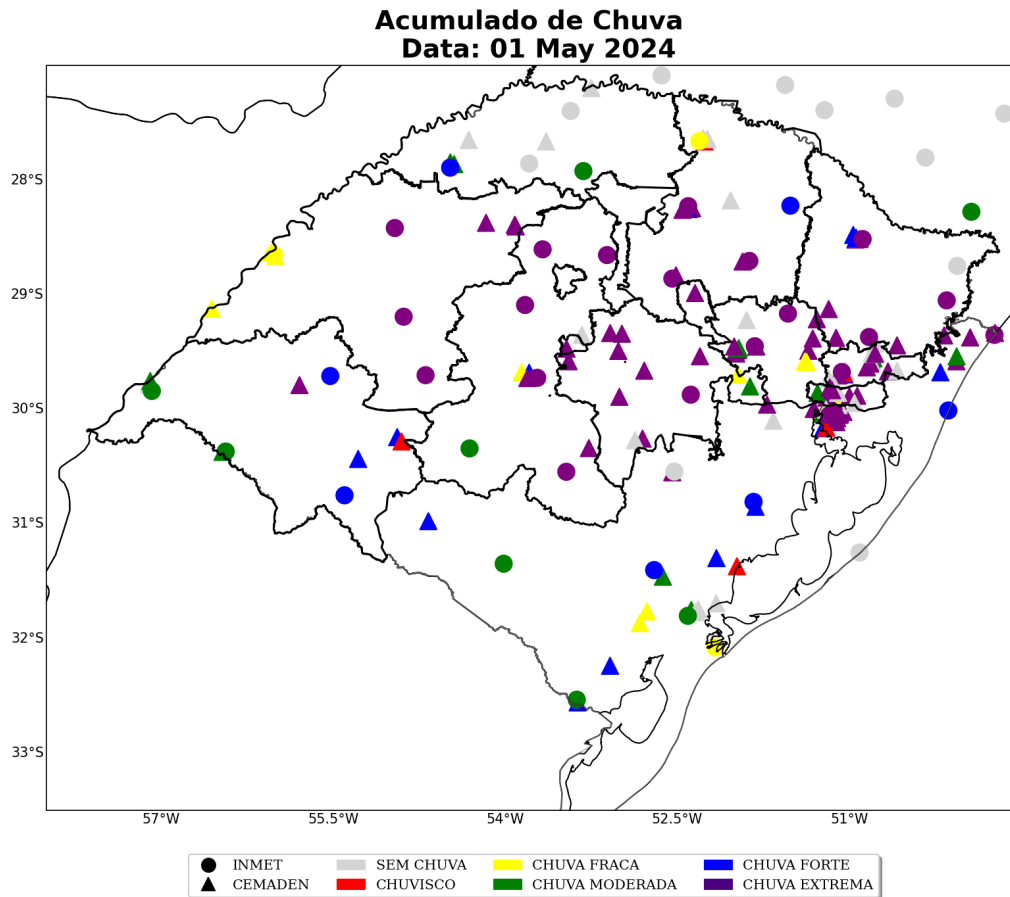 Acumulado de Chuva
Data: 01 May 2024
28°S
29°S
30°S
31°S
32°S
33°S
57°W
55.5°W
54°W
52.5°W
51°W
INMET
CEMADEN
SEM CHUVA
CHUVISCO
CHUVA FRACA
CHUVA MODERADA
CHUVA FORTE
CHUVA EXTREMA